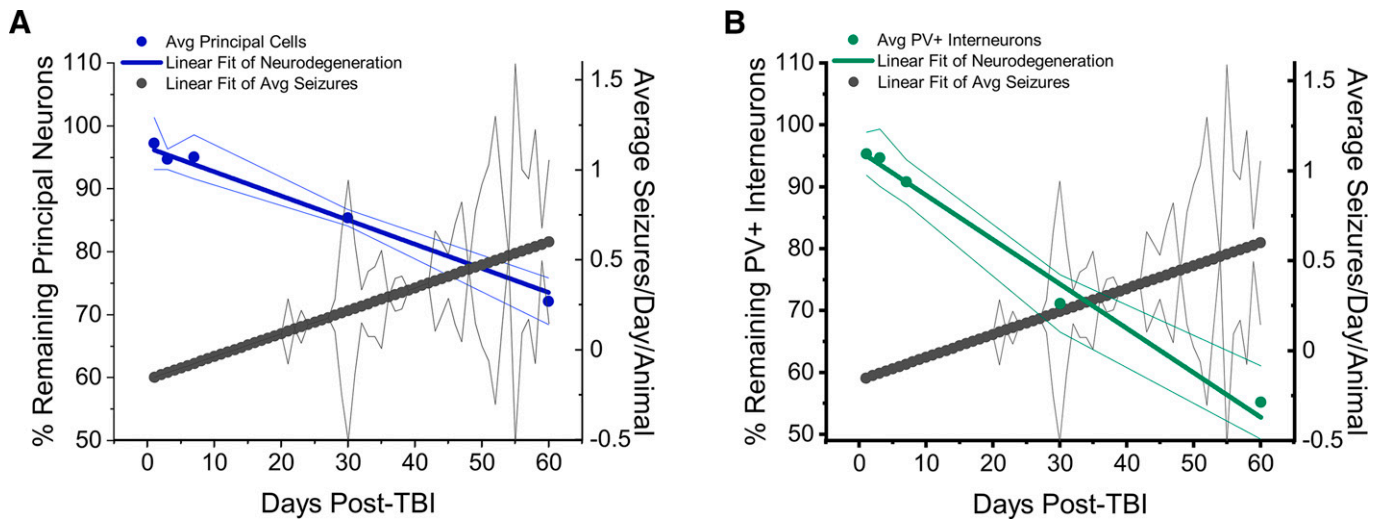 A
Avg Principal Cells
Linear Fit of Neurodegeneration
Linear Fit of Avg Seizures
% Remaining Principal Neurons
110
100
90
80
70
60
50
1.5
1
0.5
0
-0.5
Average Seizures/Day/Animal
0 10 20 30 40 50 60
Days Post-TBI
B
Avg PV+ Interneurons
Linear Fit of Neurodegeneration
Linear Fit of Avg Seizures
% Remaining PV+ Interneurons
110
100
90
80
70
60
50
1.5
1
0.5
0
-0.5
Average Seizures/Day/Animal
0 10 20 30 40 50 60
Days Post-TBI